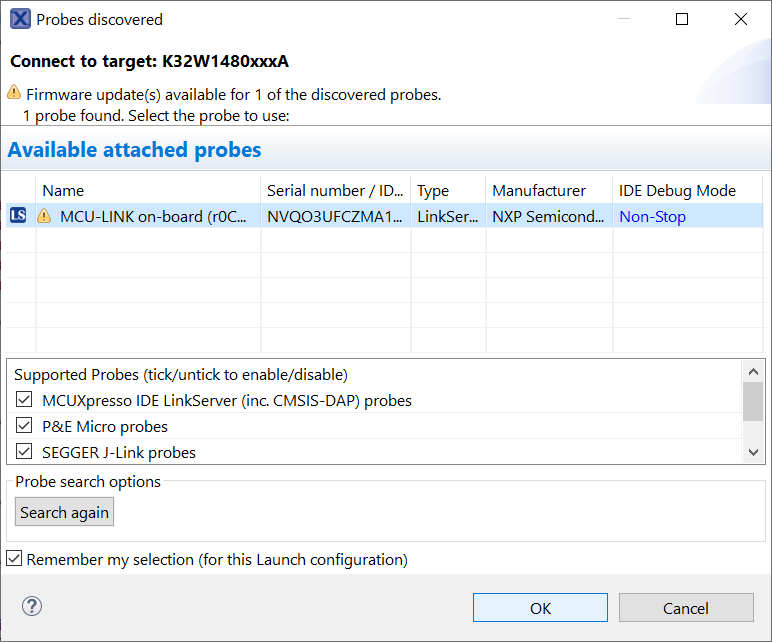 Probes discovered
Connect to target: K32W1480xxxA
Firmware update(s) available for 1 of the discovered probes.
1 probe found. Select the probe to use:
Available attached probes
Name Serial number / ID... Type Manufacturer IDE Debug Mode
LS MCU-LINK on-board (r0C... NVQO3UFCZMA1... LinkSer... NXP Semicond... Non-Stop
Supported Probes (tick/untick to enable/disable)
MCUXpresso IDE LinkServer (inc. CMSIS-DAP) probes
P&E Micro probes
SEGGER J-Link probes
Probe search options
Search again
Remember my selection (for this Launch configuration)
OK Cancel